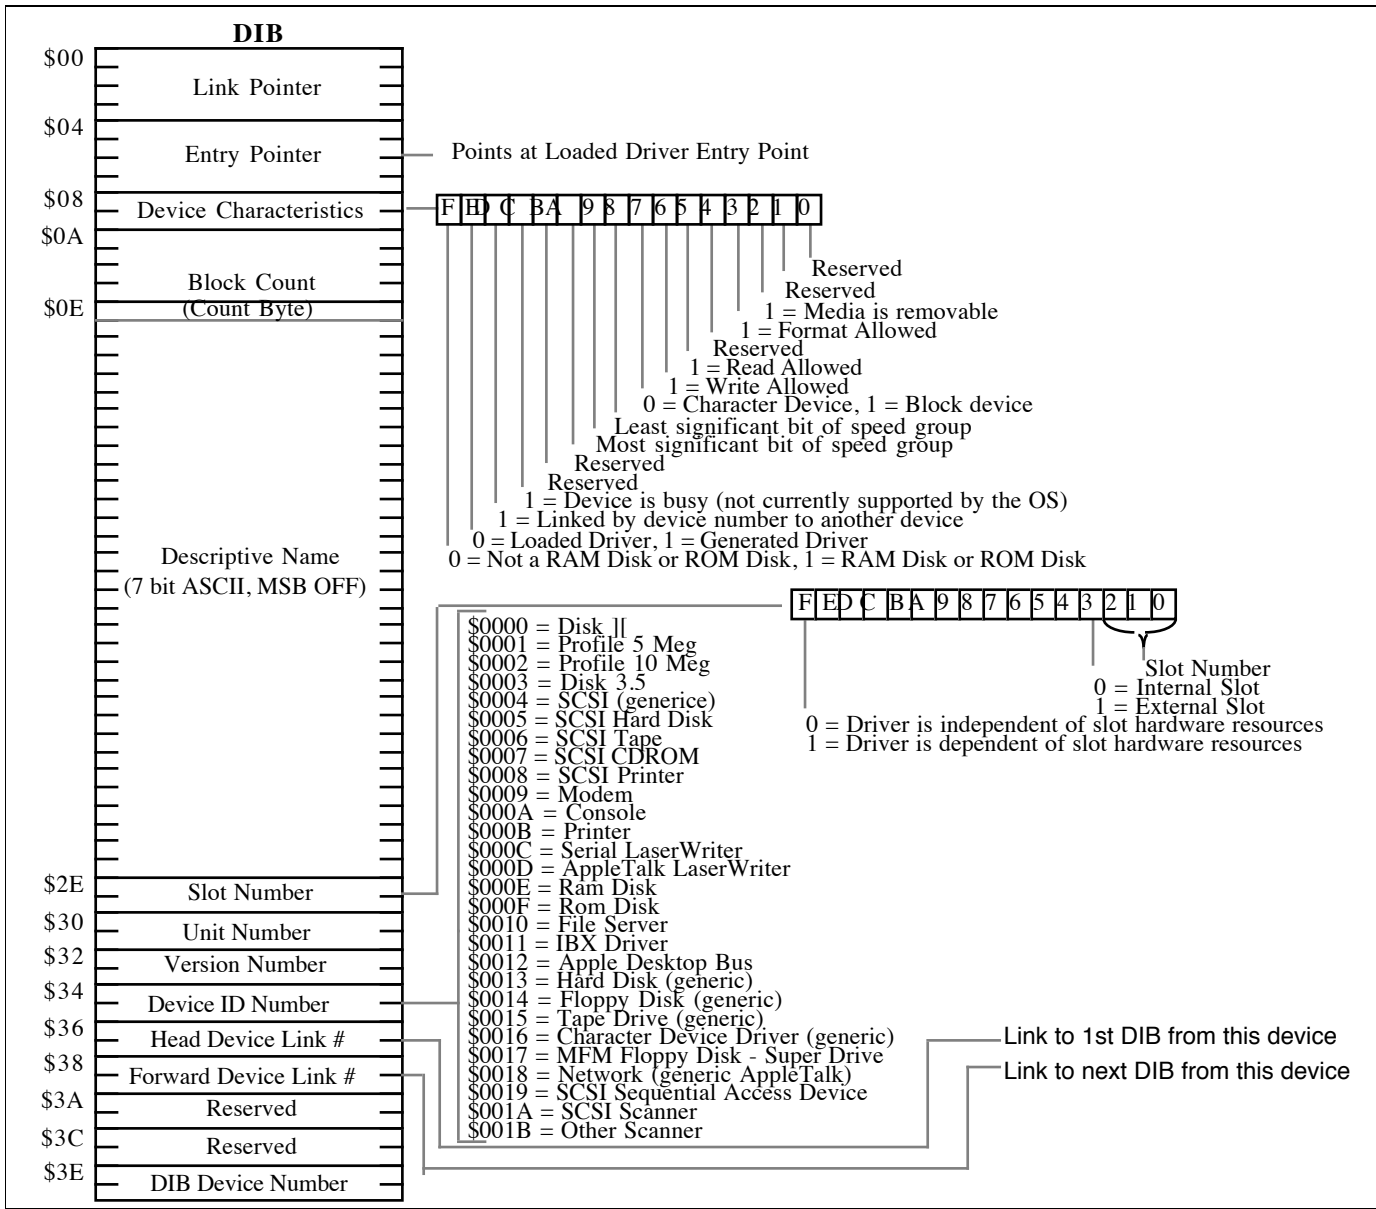 DIB
$00
Link Pointer
$04
Entry Pointer
Points at Loaded Driver Entry Point
$08
Device Characteristics
F E D C B A 9 8 7 6 5 4 3 2 1 0
$0A
Block Count
$0E
(Count Byte)
Reserved
Reserved
1 = Media is removable
1 = Format Allowed
Reserved
1 = Read Allowed
1 = Write Allowed
0 = Character Device, 1 = Block device
Least significant bit of speed group
Most significant bit of speed group
Reserved
Reserved
1 = Device is busy (not currently supported by the OS)
1 = Linked by device number to another device
0 = Loaded Driver, 1 = Generated Driver
0 = Not a RAM Disk or ROM Disk, 1 = RAM Disk or ROM Disk
Descriptive Name
(7 bit ASCII, MSB OFF)
F E D C B A 9 8 7 6 5 4 3 2 1 0
Slot Number
0 = Internal Slot
1 = External Slot
0 = Driver is independent of slot hardware resources
1 = Driver is dependent of slot hardware resources
$0000 = Disk ][
$0001 = Profile 5 Meg
$0002 = Profile 10 Meg
$0003 = Disk 3.5
$0004 = SCSI (generice)
$0005 = SCSI Hard Disk
$0006 = SCSI Tape
$0007 = SCSI CDROM
$0008 = SCSI Printer
$0009 = Modem
$000A = Console
$000B = Printer
$000C = Serial LaserWriter
$000D = AppleTalk LaserWriter
$000E = Ram Disk
$000F = Rom Disk
$0010 = File Server
$0011 = IBX Driver
$0012 = Apple Desktop Bus
$0013 = Hard Disk (generic)
$0014 = Floppy Disk (generic)
$0015 = Tape Drive (generic)
$0016 = Character Device Driver (generic)
$0017 = MFM Floppy Disk - Super Drive
$0018 = Network (generic AppleTalk)
$0019 = SCSI Sequential Access Device
$001A = SCSI Scanner
$001B = Other Scanner
$2E
Slot Number
$30
Unit Number
$32
Version Number
$34
Device ID Number
$36
Head Device Link #
Link to 1st DIB from this device
$38
Forward Device Link #
Link to next DIB from this device
$3A
Reserved
$3C
Reserved
$3E
DIB Device Number